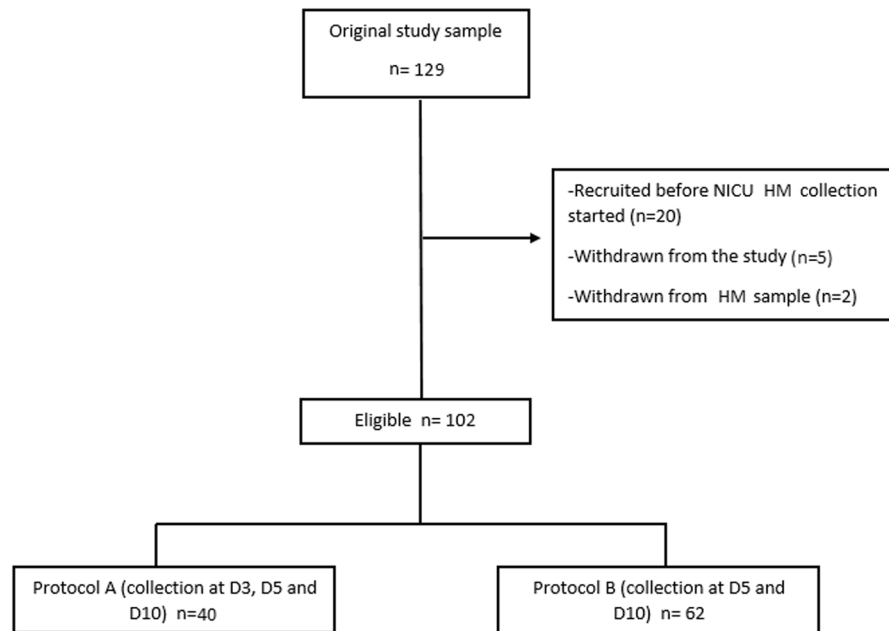 Original study sample
n= 129
-Recruited before NICU HM collection
started (n=20)
-Withdrawn from the study (n=5)
-Withdrawn from HM sample (n=2)
Eligible n= 102
Protocol A (collection at D3, D5 and
D10) n=40
Protocol B (collection at D5 and
D10) n= 62